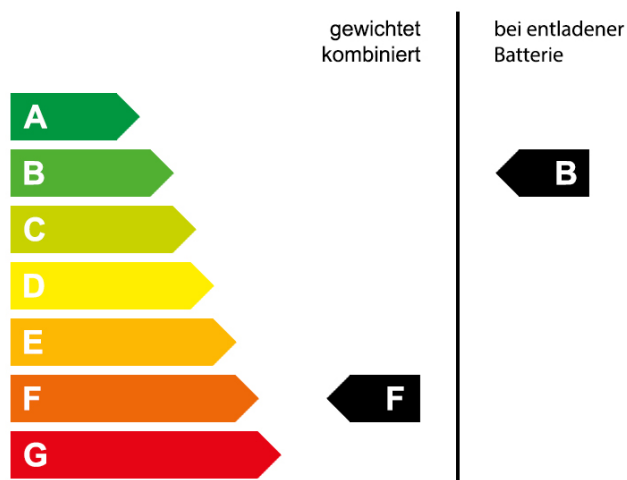 gewichtet
kombiniert
bei entladener
Batterie
A
B
B
C
D
E
F
F
G